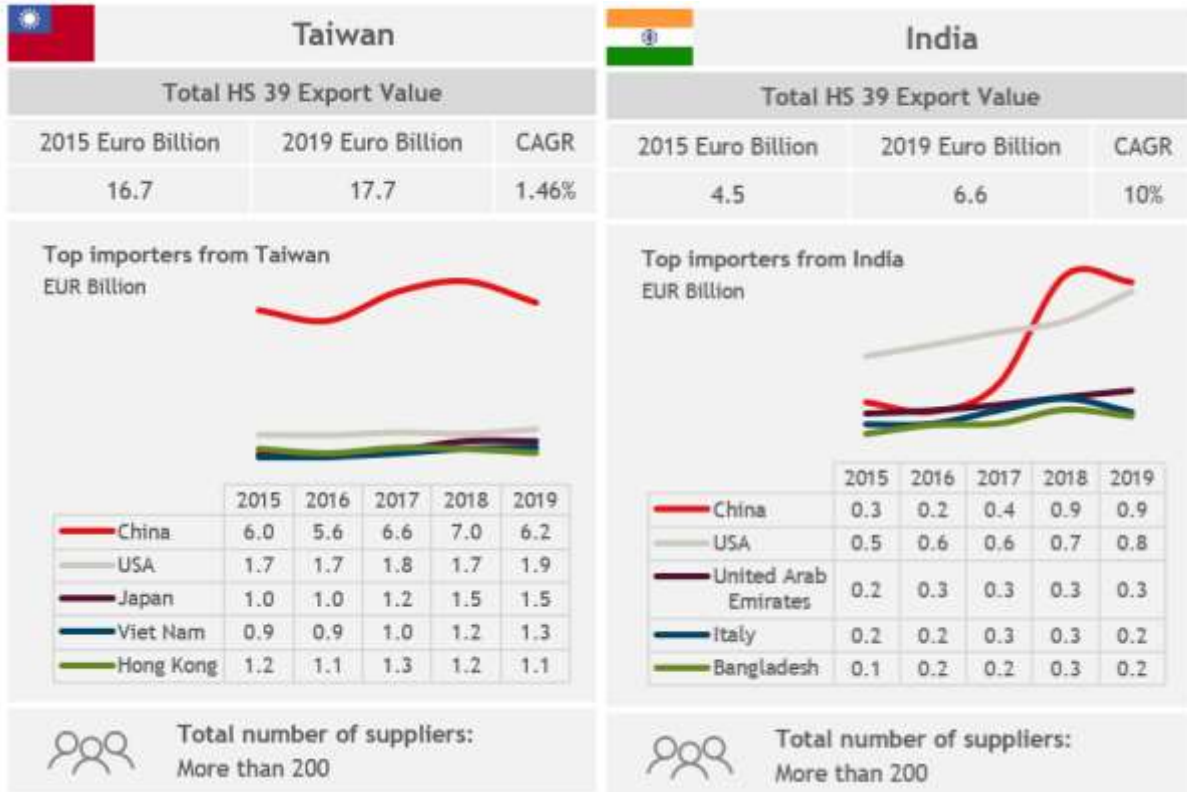 Taiwan
Total HS 39 Export Value
2015 Euro Billion 2019 Euro Billion CAGR
16.7 17.7 1.46%
Top importers from Taiwan
EUR Billion
2015 2016 2017 2018 2019
China 6.0 5.6 6.6 7.0 6.2
USA 1.7 1.7 1.8 1.7 1.9
Japan 1.0 1.0 1.2 1.5 1.5
Viet Nam 0.9 0.9 1.0 1.2 1.3
Hong Kong 1.2 1.1 1.3 1.2 1.1
Total number of suppliers:
More than 200
India
Total HS 39 Export Value
2015 Euro Billion 2019 Euro Billion CAGR
4.5 6.6 10%
Top importers from India
EUR Billion
2015 2016 2017 2018 2019
China 0.3 0.2 0.4 0.9 0.9
USA 0.5 0.6 0.6 0.7 0.8
United Arab
Emirates 0.2 0.3 0.3 0.3 0.3
Italy 0.2 0.2 0.3 0.3 0.2
Bangladesh 0.1 0.2 0.2 0.3 0.2
Total number of suppliers:
More than 200